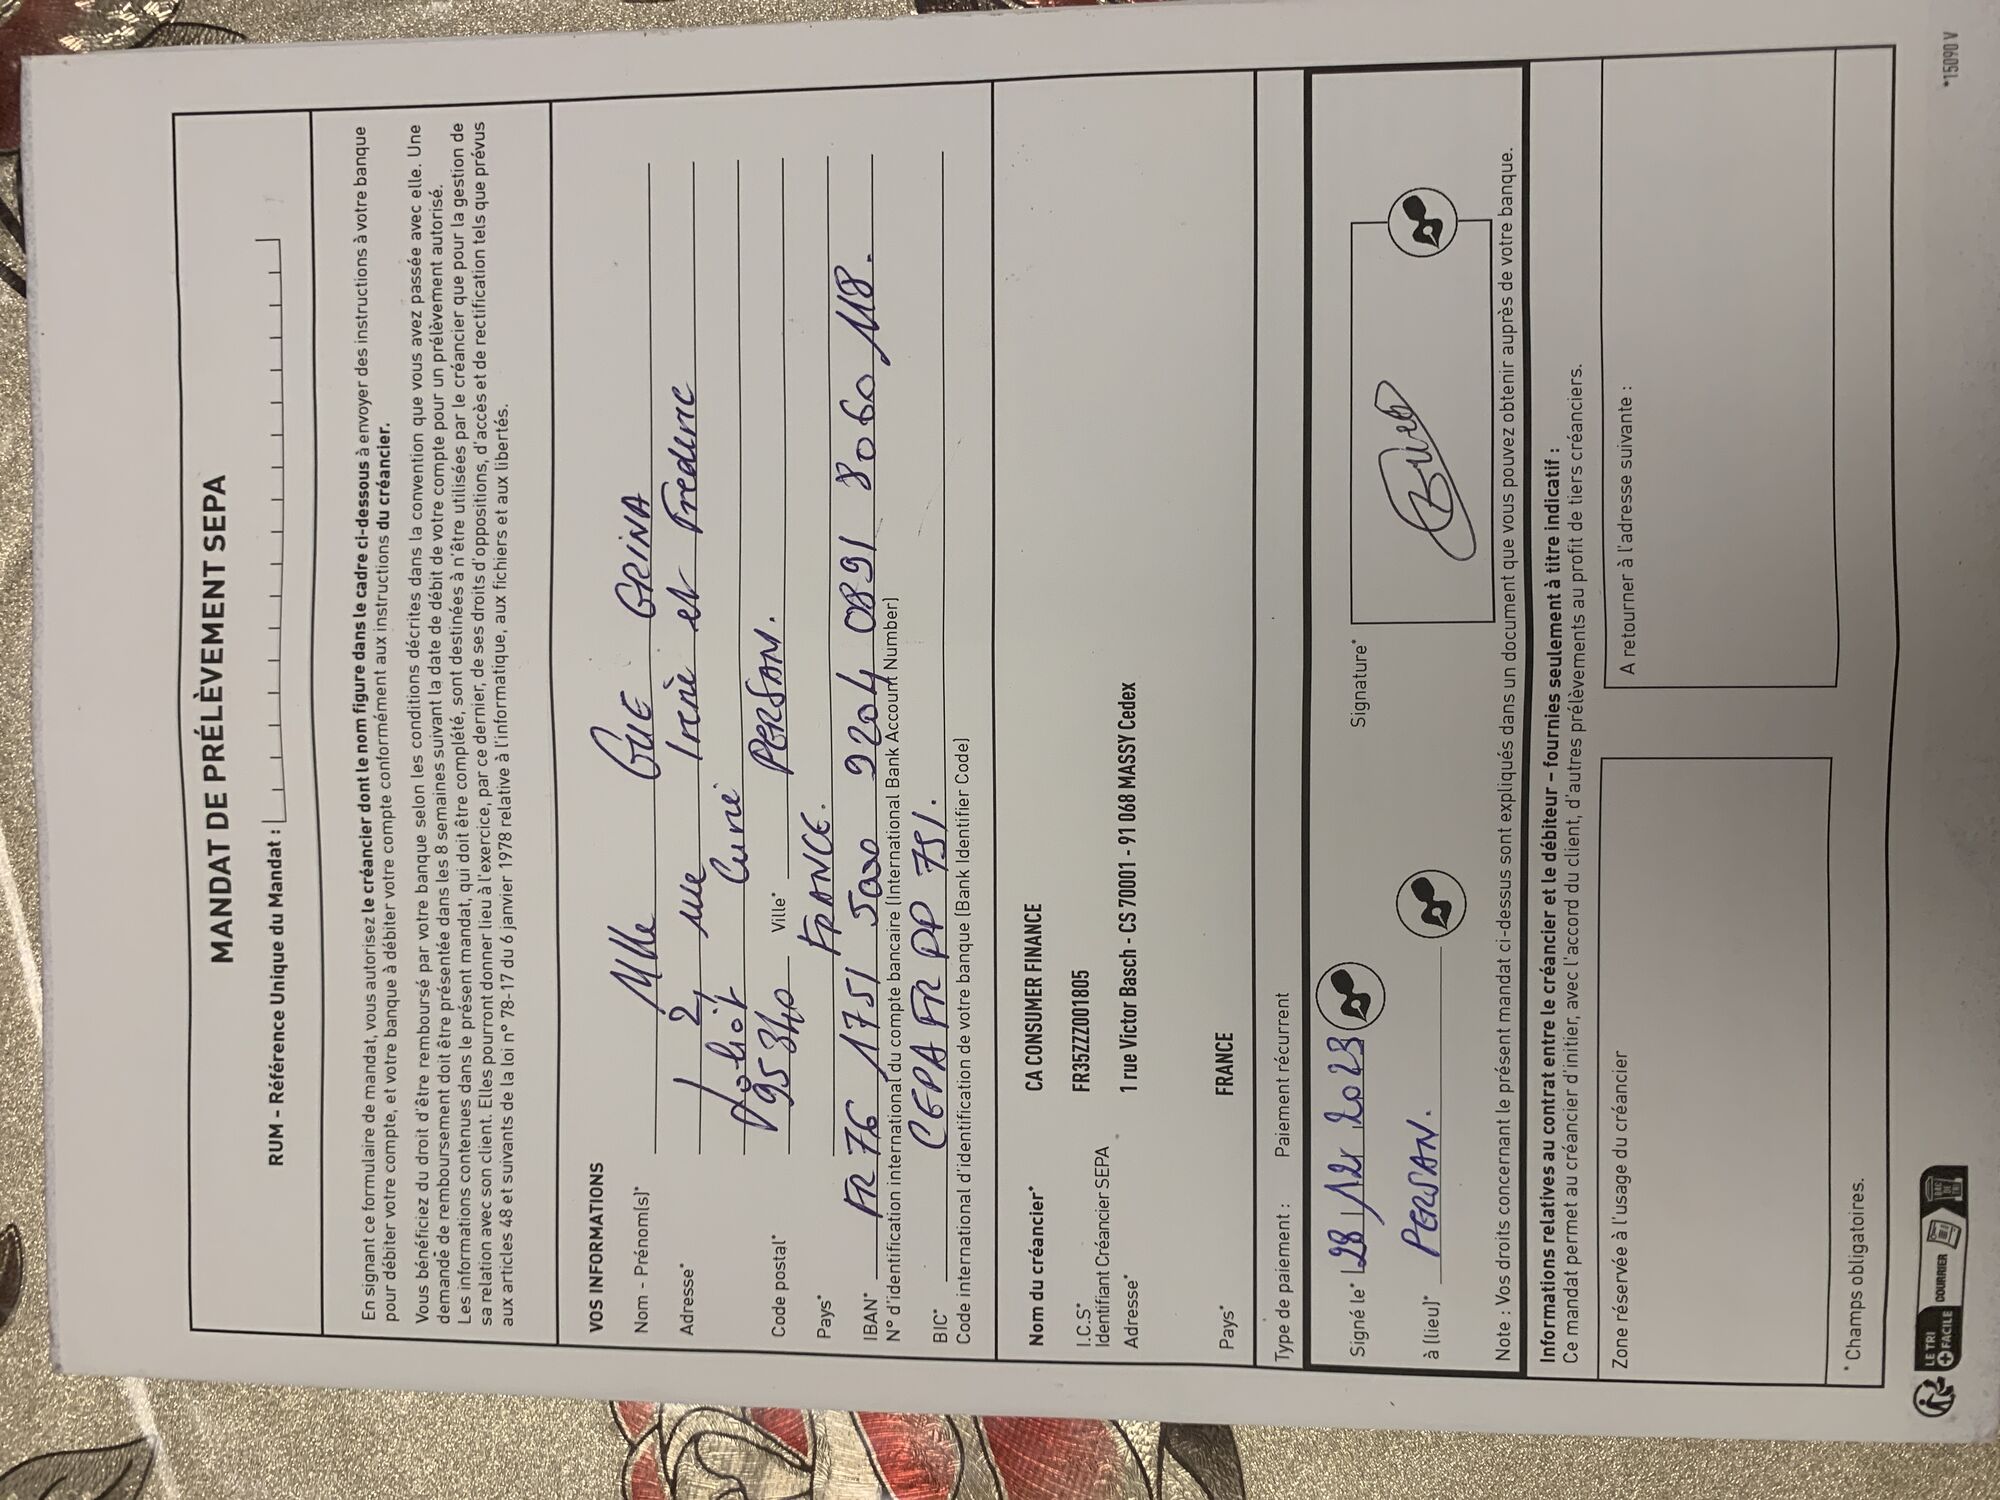 MANDAT DE PRÉLÈVEMENT SEPA
RUM - Référence Unique du Mandat :
En signant ce formulaire de mandat, vous autorisez le créancier dont le nom figure dans le cadre ci-dessous à envoyer des instructions à votre banque
pour débiter votre compte, et votre banque à débiter votre compte conformément aux instructions du créancier.
Vous bénéficiez du droit d'être remboursé par votre banque selon les conditions décrites dans la convention que vous avez passée avec elle. Une
demande de remboursement doit être présentée dans les 8 semaines suivant la date de débit de votre compte pour un prélèvement autorisé.
Les informations contenues dans le présent mandat, qui doit être complété, sont destinées à n'être utilisées par le créancier que pour la gestion de
sa relation avec son client. Elles pourront donner lieu à l'exercice, par ce dernier, de ses droits d'oppositions, d'accès et de rectification tels que prévus
aux articles 48 et suivants de la loi n° 78-17 du 6 janvier 1978 relative à l'informatique, aux fichiers et aux libertés.
VOS INFORMATIONS
Nom - Prénom(s)* Mlle GUE GRINA
Adresse* 2, rue Irène et Frederic
Joliot Curie
Code postal* 95340 Ville* PERSAN.
Pays* FRANCE.
IBAN* FR76 1751 5000 9204 0891 8060 118.
N° d'identification international du compte bancaire (International Bank Account Number)
BIC* CEPAFRPP751.
Code international d'identification de votre banque (Bank Identifier Code)
Nom du créancier* CA CONSUMER FINANCE
I.C.S* FR35ZZZ001805
Identifiant Créancier SEPA
Adresse* 1 rue Victor Basch - CS 70001 - 91 068 MASSY Cedex
Pays* FRANCE
Type de paiement : Paiement récurrent
Signé le* 28/12/2023
Signature*
à (lieu)* PERSAN.
Note : Vos droits concernant le présent mandat ci-dessus sont expliqués dans un document que vous pouvez obtenir auprès de votre banque.
Informations relatives au contrat entre le créancier et le débiteur – fournies seulement à titre indicatif :
Ce mandat permet au créancier d'initier, avec l'accord du client, d'autres prélèvements au profit de tiers créanciers.
Zone réservée à l'usage du créancier
A retourner à l'adresse suivante :
* Champs obligatoires.
LE TRI
+ FACILE
COURRIER
BAC DE TRI
*15090 V